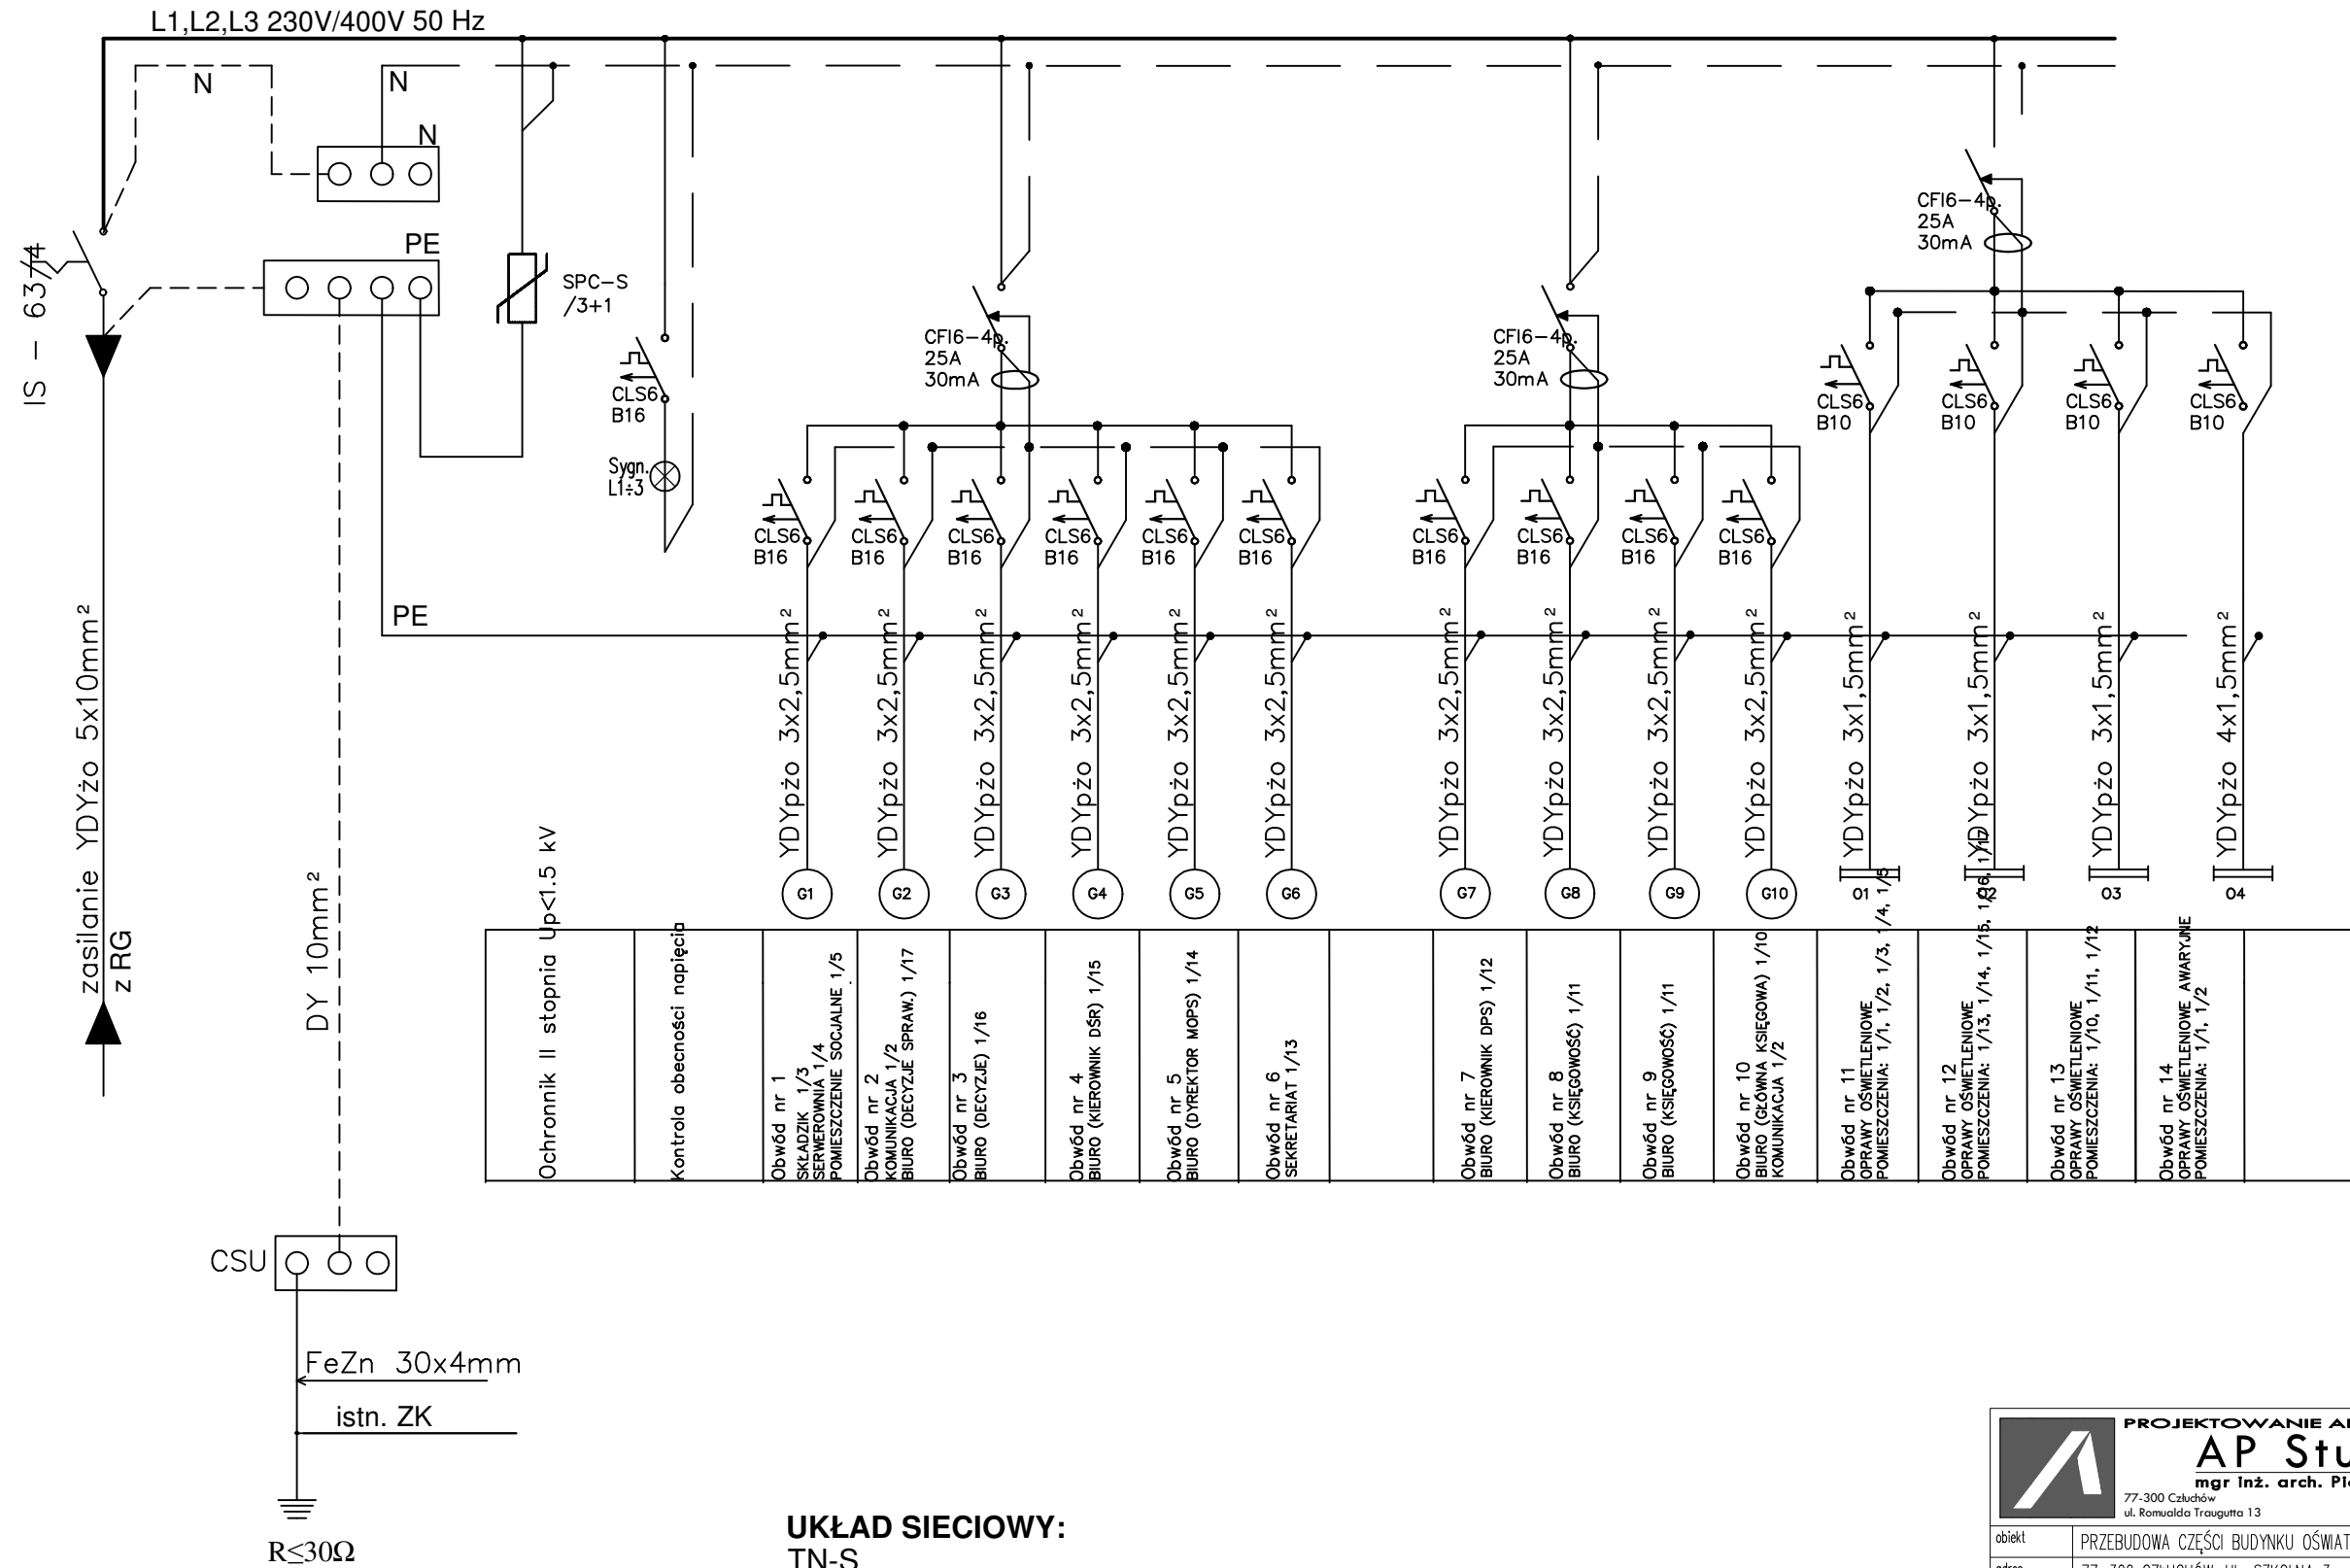 L1,L2,L3 230V/400V 50 Hz
N
N
N
PE
IS - 63/4
SPC-S
/3+1
CLS6
B16
Sygn.
L1÷3
CFI6-4p.
25A
30mA
CFI6-4p.
25A
30mA
CFI6-4p.
25A
30mA
CLS6
B16
CLS6
B16
CLS6
B16
CLS6
B16
CLS6
B16
CLS6
B16
CLS6
B16
CLS6
B16
CLS6
B16
CLS6
B16
CLS6
B10
CLS6
B10
CLS6
B10
CLS6
B10
PE
zasilanie YDYżo 5x10mm²
z RG
DY 10mm²
YDYpżo 3x2,5mm²
YDYpżo 3x2,5mm²
YDYpżo 3x2,5mm²
YDYpżo 3x2,5mm²
YDYpżo 3x2,5mm²
YDYpżo 3x2,5mm²
YDYpżo 3x2,5mm²
YDYpżo 3x2,5mm²
YDYpżo 3x2,5mm²
YDYpżo 3x2,5mm²
YDYpżo 3x1,5mm²
YDYpżo 3x1,5mm²
YDYpżo 3x1,5mm²
YDYpżo 4x1,5mm²
G1
G2
G3
G4
G5
G6
G7
G8
G9
G10
O1
O2
O3
O4
Ochronnik II stopnia Up<1.5 kV
Kontrola obecności napięcia
Obwód nr 1
SKŁADZIK 1/3
SERWEROWNIA 1/4
POMIESZCZENIE SOCJALNE 1/5
Obwód nr 2
KOMUNIKACJA 1/2
BIURO (DECYZJE SPRAW.) 1/17
Obwód nr 3
BIURO (DECYZJE) 1/16
Obwód nr 4
BIURO (KIEROWNIK DŚR) 1/15
Obwód nr 5
BIURO (DYREKTOR MOPS) 1/14
Obwód nr 6
SEKRETARIAT 1/13
Obwód nr 7
BIURO (KIEROWNIK DPS) 1/12
Obwód nr 8
BIURO (KSIĘGOWOŚĆ) 1/11
Obwód nr 9
BIURO (KSIĘGOWOŚĆ) 1/11
Obwód nr 10
BIURO (GŁÓWNA KSIĘGOWA) 1/10
KOMUNIKACJA 1/2
Obwód nr 11
OPRAWY OŚWIETLENIOWE
POMIESZCZENIA: 1/1, 1/2, 1/3, 1/4, 1/5
Obwód nr 12
OPRAWY OŚWIETLENIOWE
POMIESZCZENIA: 1/13, 1/14, 1/15, 1/16, 1/17
Obwód nr 13
OPRAWY OŚWIETLENIOWE
POMIESZCZENIA: 1/10, 1/11, 1/12
Obwód nr 14
OPRAWY OŚWIETLENIOWE AWARYJNE
POMIESZCZENIA: 1/1, 1/2
CSU
FeZn 30x4mm
istn. ZK
R≤30Ω
UKŁAD SIECIOWY:
TN-S
PROJEKTOWANIE
AP Stu
mgr inż. arch.
77-300 Człuchów
ul. Romualda Traugutta 13
obiekt
PRZEBUDOWA CZĘŚCI BUDYNKU OŚWIAT
adres
77-300 CZŁUCHÓW, UL. SZKOLNA